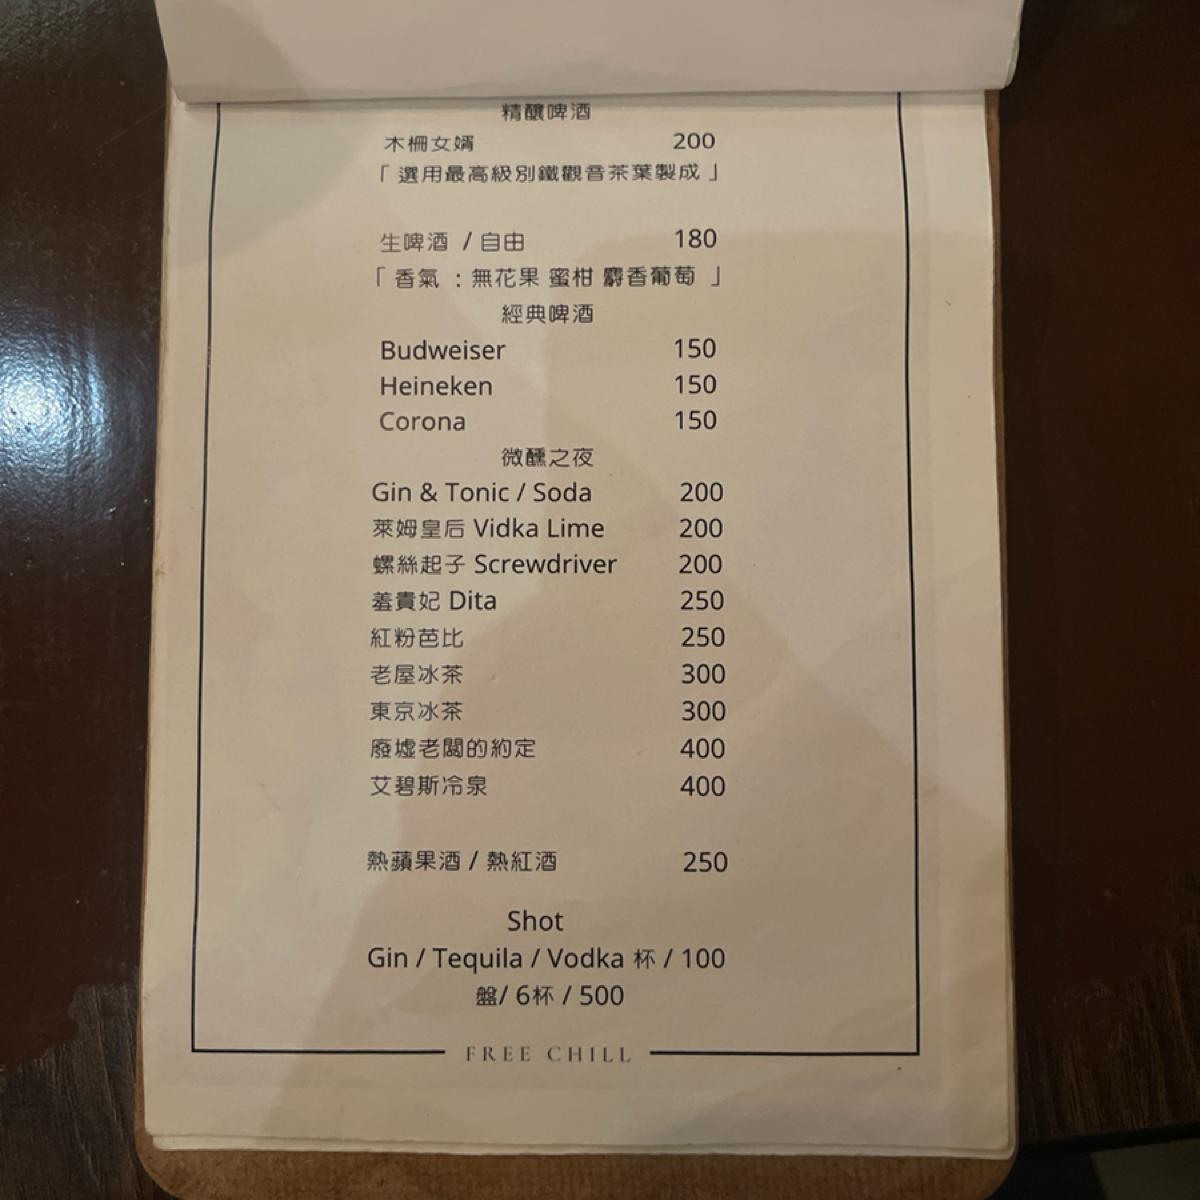 精釀啤酒
木柵女婿 200
「 選用最高級別鐵觀音茶葉製成 」
生啤酒 / 自由 180
「 香氣 : 無花果 蜜柑 麝香葡萄 」
經典啤酒
Budweiser 150
Heineken 150
Corona 150
微醺之夜
Gin & Tonic / Soda 200
萊姆皇后 Vidka Lime 200
螺絲起子 Screwdriver 200
羞貴妃 Dita 250
紅粉芭比 250
老屋冰茶 300
東京冰茶 300
廢墟老闆的約定 400
艾碧斯冷泉 400
熱蘋果酒 / 熱紅酒 250
Shot
Gin / Tequila / Vodka 杯 / 100
盤/ 6杯 / 500
FREE CHILL